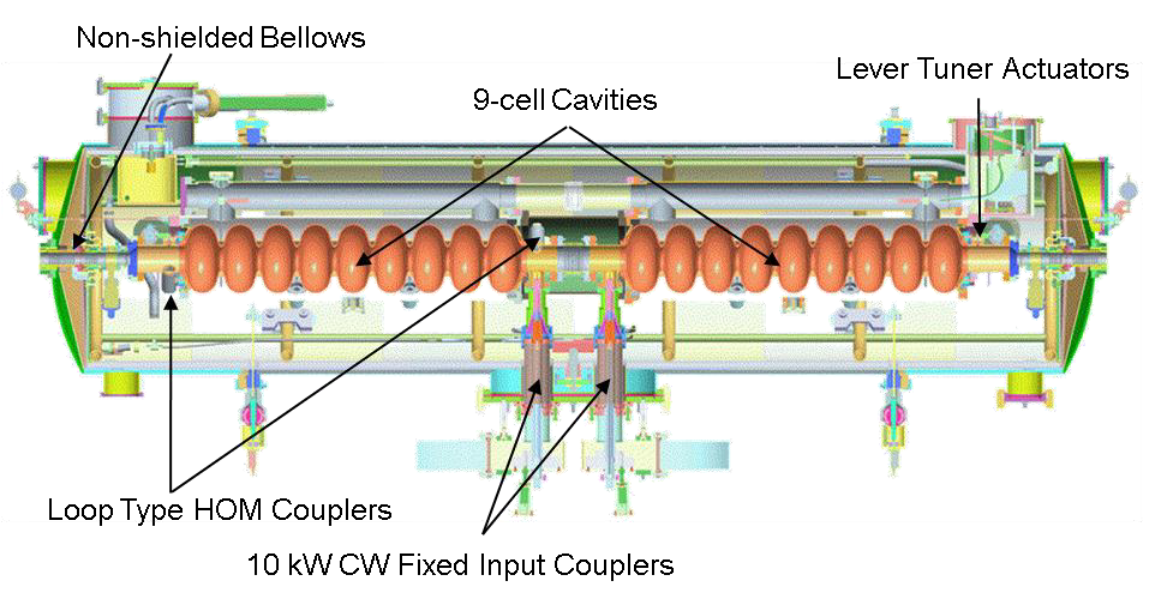 Non-shielded Bellows
Lever Tuner Actuators
9-cell Cavities
Loop Type HOM Couplers
10 kW CW Fixed Input Couplers